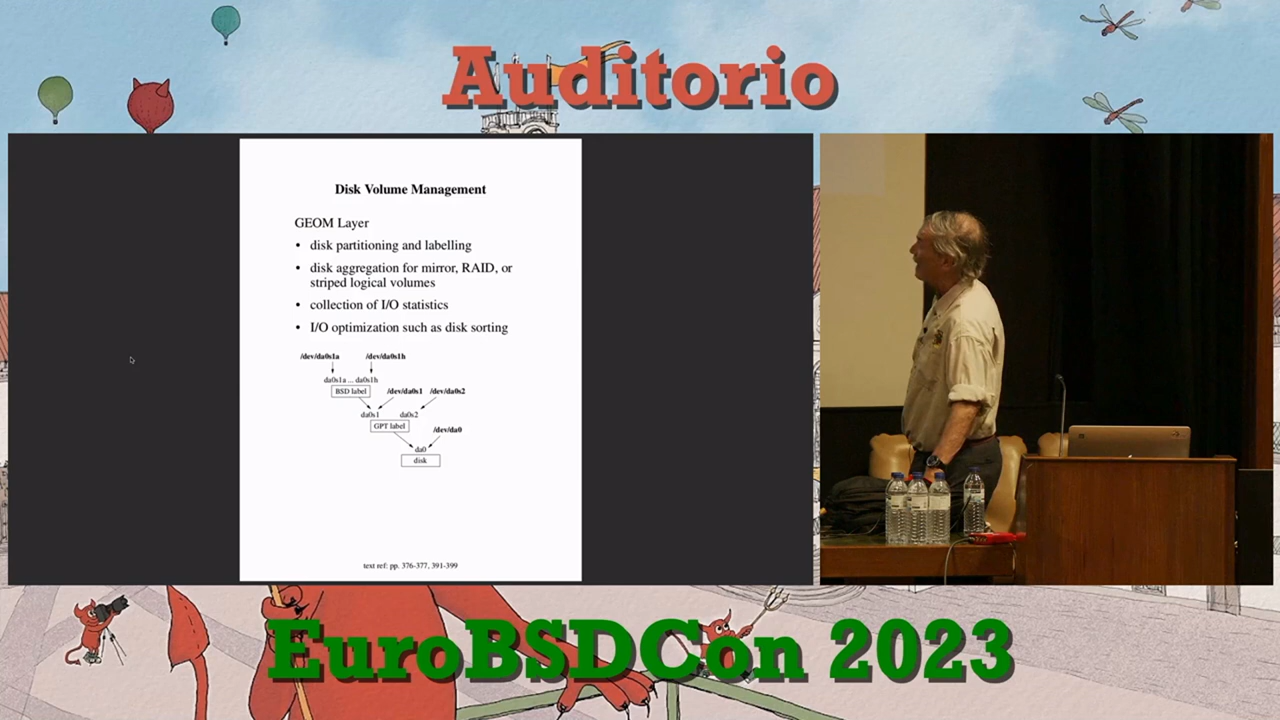 Auditorio
Disk Volume Management
GEOM Layer
• disk partitioning and labelling
• disk aggregation for mirror, RAID, or
striped logical volumes
• collection of I/O statistics
• I/O optimization such as disk sorting
/dev/da0s1a /dev/da0s1h
da0s1a ... da0s1h
BSD label /dev/da0s1 /dev/da0s2
da0s1 da0s2
GPT label /dev/da0
da0
disk
text ref: pp. 376-377, 391-399
EuroBSDCon 2023